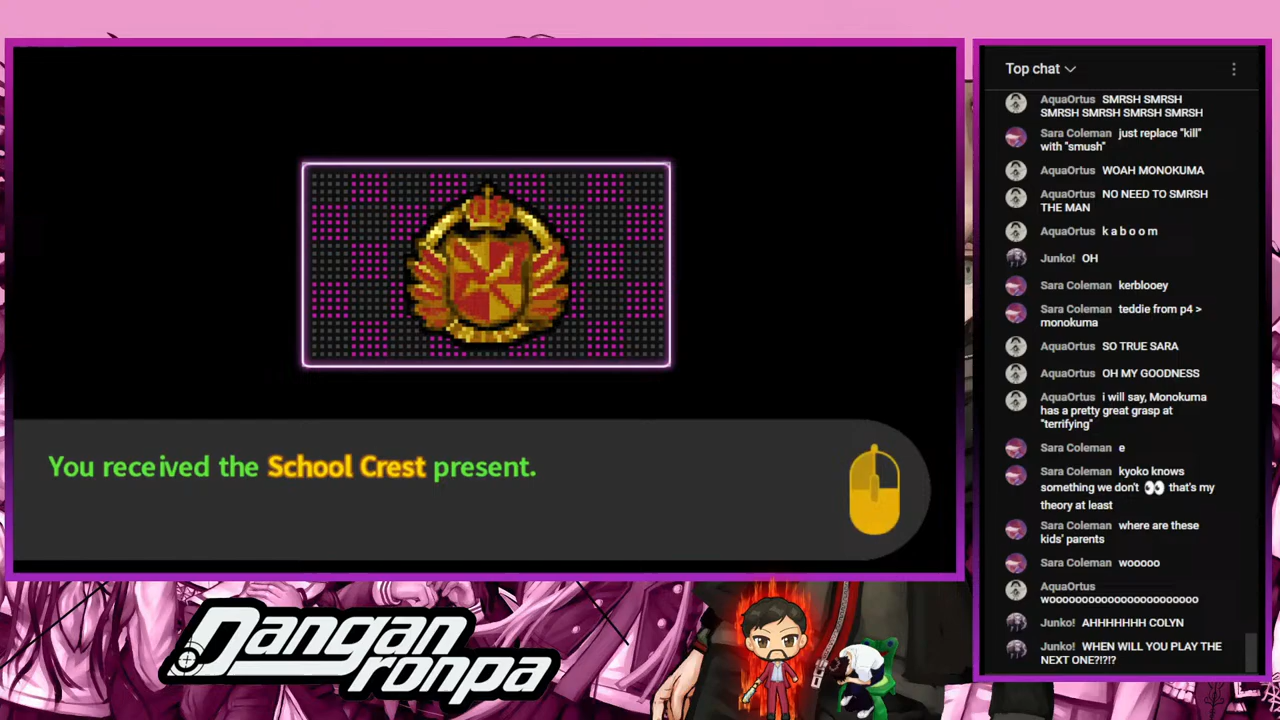 You received the School Crest present.
Dangan
ronpa
Top chat
AquaOrtus SMRSH SMRSH
SMRSH SMRSH SMRSH SMRSH
Sara Coleman just replace "kill"
with "smush"
AquaOrtus WOAH MONOKUMA
AquaOrtus NO NEED TO SMRSH
THE MAN
AquaOrtus k a b o o m
Junko! OH
Sara Coleman kerblooey
Sara Coleman teddie from p4 >
monokuma
AquaOrtus SO TRUE SARA
AquaOrtus OH MY GOODNESS
AquaOrtus i will say, Monokuma
has a pretty great grasp at
"terrifying"
Sara Coleman e
Sara Coleman kyoko knows
something we don't 👀 that's my
theory at least
Sara Coleman where are these
kids' parents
Sara Coleman wooooo
AquaOrtus
woooooooooooooooooooooooo
Junko! AHHHHHHH COLYN
Junko! WHEN WILL YOU PLAY THE
NEXT ONE?!?!?